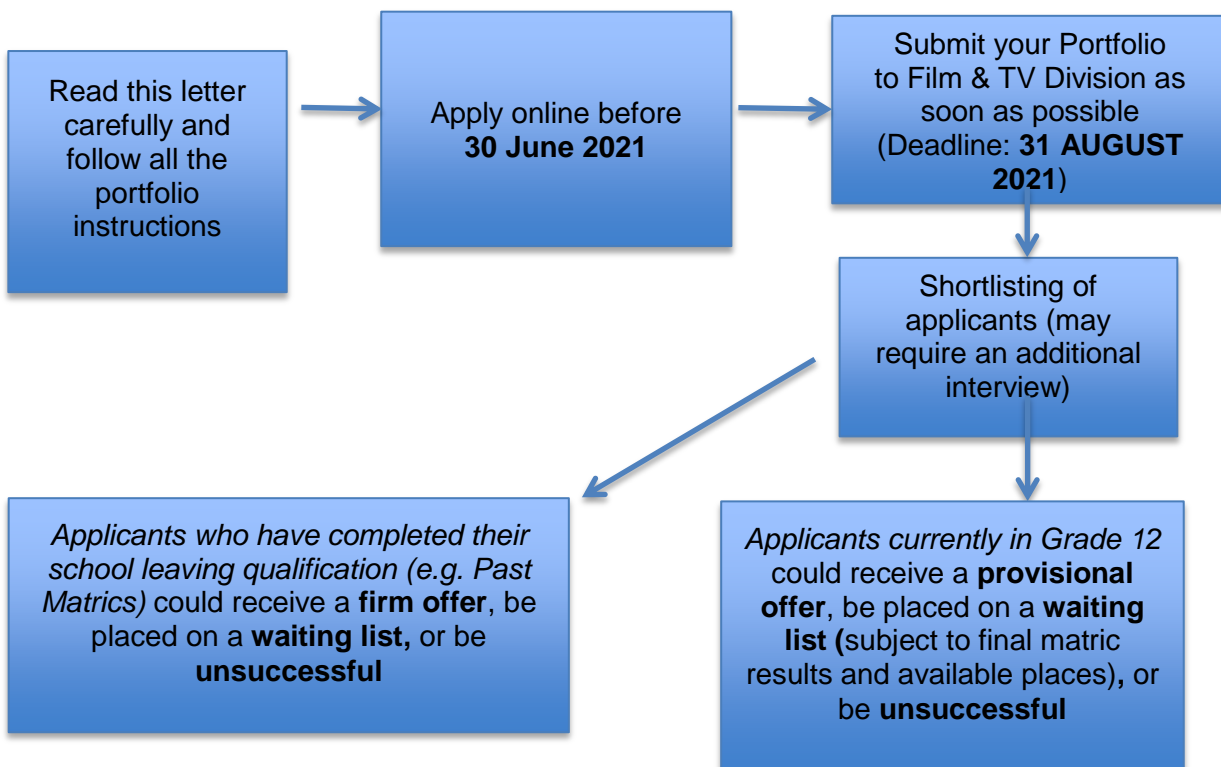 Read this letter
carefully and
follow all the
portfolio
instructions
Apply online before
30 June 2021
Submit your Portfolio
to Film & TV Division as
soon as possible
(Deadline: 31 AUGUST
2021)
Shortlisting of
applicants (may
require an additional
interview)
Applicants who have completed their
school leaving qualification (e.g. Past
Matrics) could receive a firm offer, be
placed on a waiting list, or be
unsuccessful
Applicants currently in Grade 12
could receive a provisional
offer, be placed on a waiting
list (subject to final matric
results and available places), or
be unsuccessful